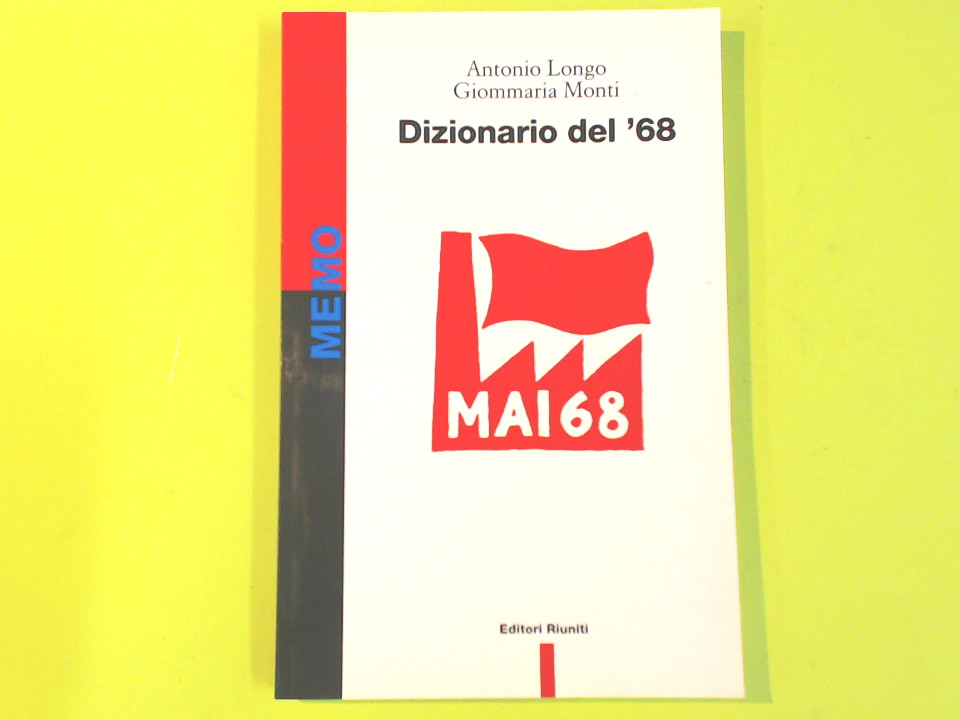 Antonio Longo
Giommaria Monti
Dizionario del ’68
MEMO
MAI 68
Editori Riuniti